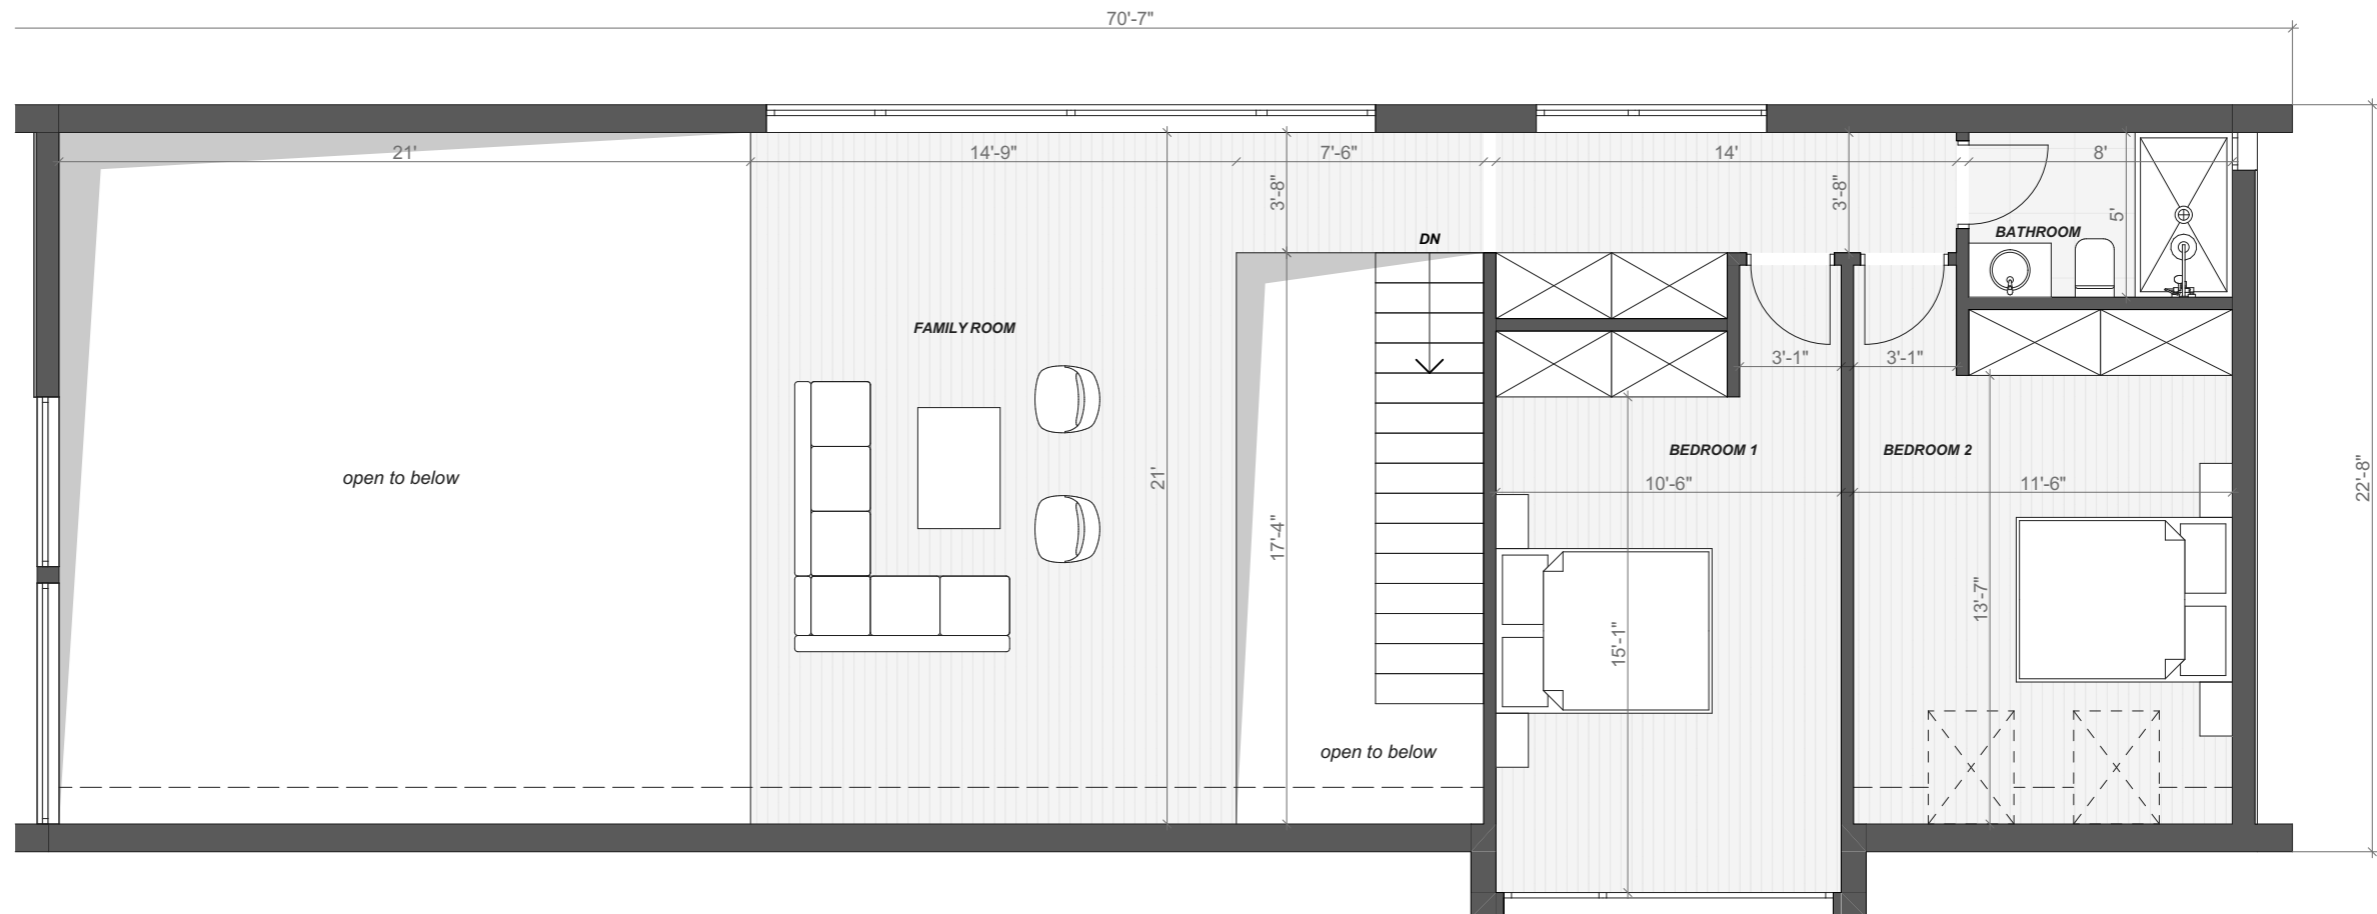 70'-7"
21'
14'-9"
7'-6"
14'
8'
3'-8"
3'-8"
5'
DN
BATHROOM
FAMILY ROOM
3'-1"
3'-1"
BEDROOM 1
BEDROOM 2
open to below
21'
10'-6"
11'-6"
22'-8"
17'-4"
13'-7"
15'-1"
open to below